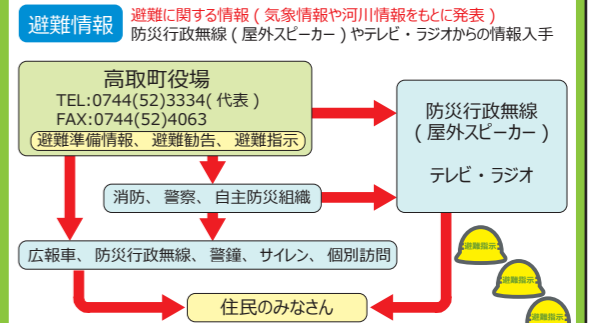 避難情報
避難に関する情報 ( 気象情報や河川情報をもとに発表 )
防災行政無線 ( 屋外スピーカー ) やテレビ・ラジオからの情報入手
高取町役場
TEL:0744(52)3334( 代表 )
FAX:0744(52)4063
避難準備情報、避難勧告、避難指示
防災行政無線
( 屋外スピーカー )
テレビ・ラジオ
消防、警察、自主防災組織
広報車、防災行政無線、警鐘、サイレン、個別訪問
住民のみなさん
避難指示
避難指示
避難指示